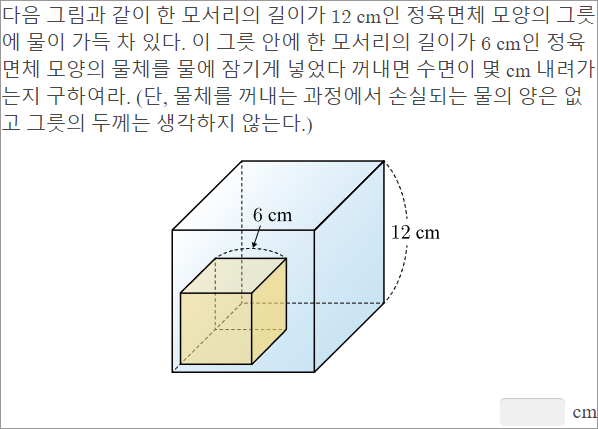 다음 그림과 같이 한 모서리의 길이가 12 cm인 정육면체 모양의 그릇
에 물이 가득 차 있다. 이 그릇 안에 한 모서리의 길이가 6 cm인 정육
면체 모양의 물체를 물에 잠기게 넣었다 꺼내면 수면이 몇 cm 내려가
는지 구하여라. (단, 물체를 꺼내는 과정에서 손실되는 물의 양은 없
고 그릇의 두께는 생각하지 않는다.)
6 cm
12 cm
cm